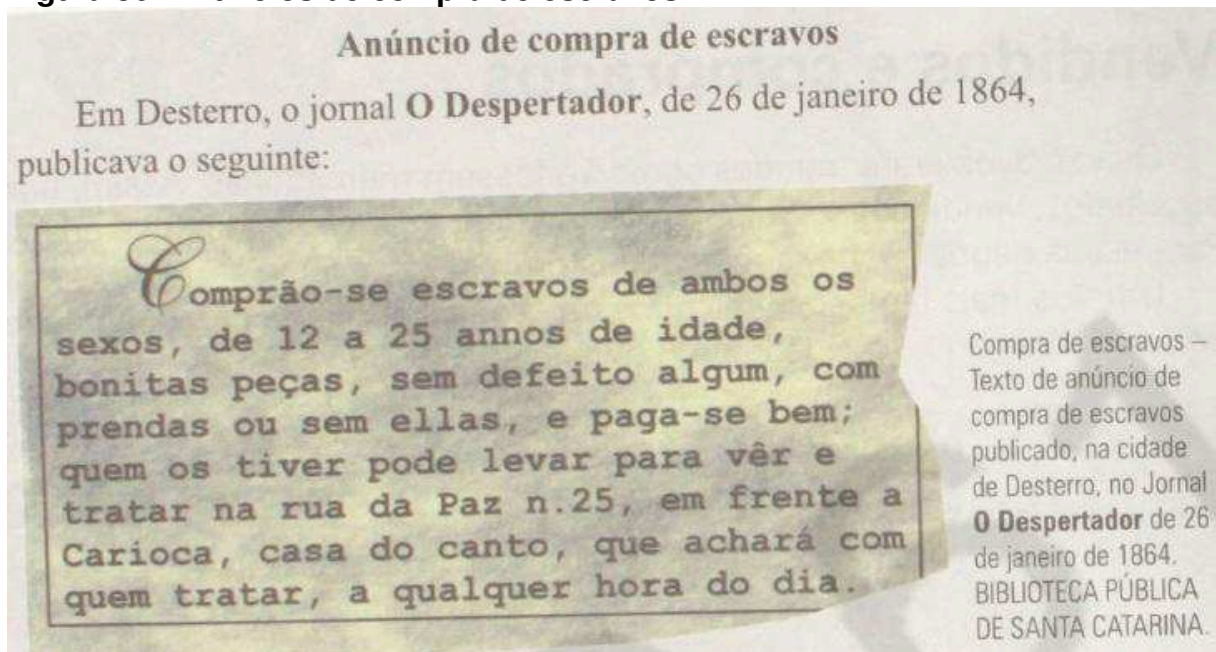 Anúncio de compra de escravos
Em Desterro, o jornal O Despertador, de 26 de janeiro de 1864,
publicava o seguinte:
Comprão-se escravos de ambos os
sexos, de 12 a 25 annos de idade,
bonitas peças, sem defeito algum, com
prendas ou sem ellas, e paga-se bem;
quem os tiver pode levar para vêr e
tratar na rua da Paz n.25, em frente a
Carioca, casa do canto, que achará com
quem tratar, a qualquer hora do dia.
Compra de escravos –
Texto de anúncio de
compra de escravos
publicado, na cidade
de Desterro, no Jornal
O Despertador de 26
de janeiro de 1864.
BIBLIOTECA PÚBLICA
DE SANTA CATARINA.